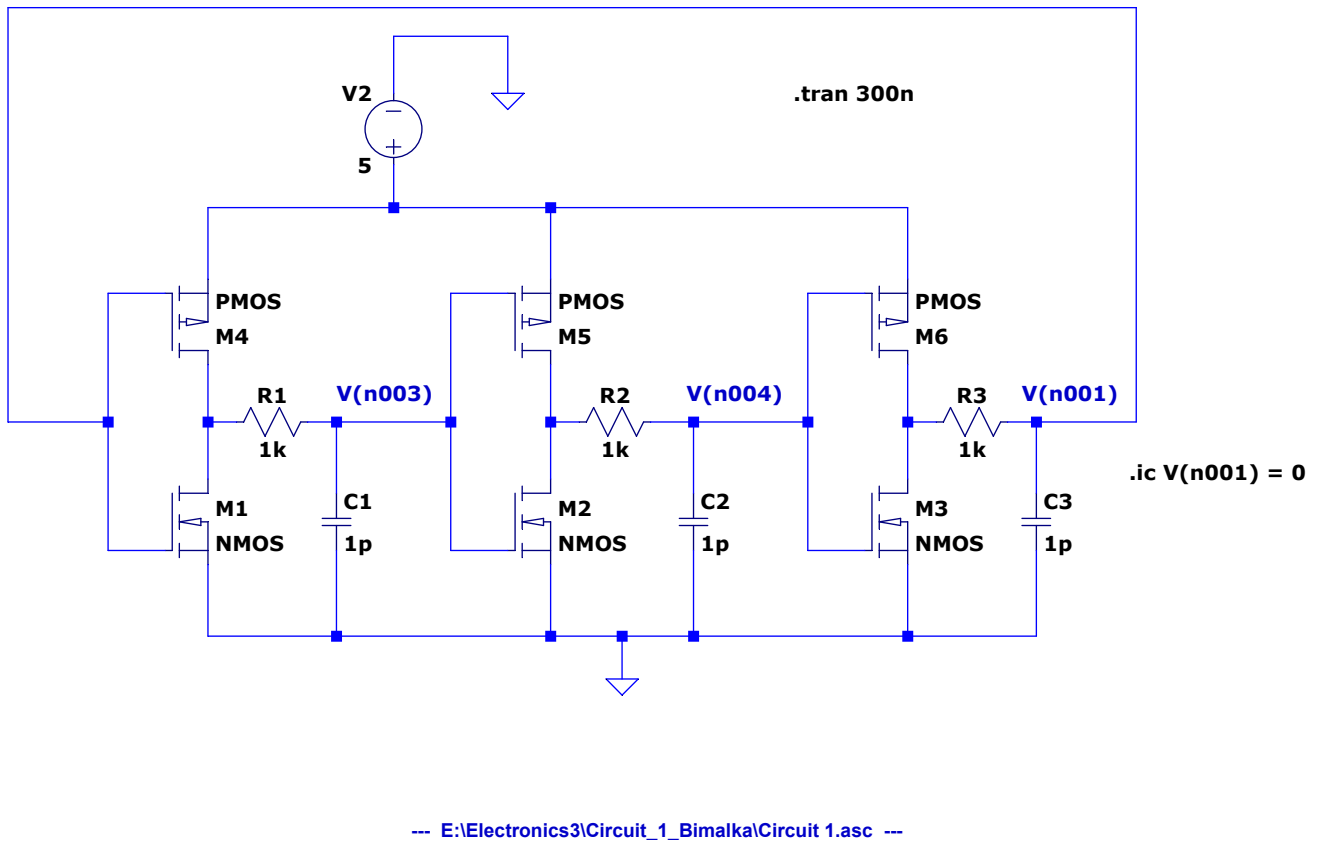 V2
−
+
5
.tran 300n
PMOS
M4
PMOS
M5
PMOS
M6
R1
1k
V(n003)
R2
1k
V(n004)
R3
1k
V(n001)
.ic V(n001) = 0
M1
NMOS
C1
1p
M2
NMOS
C2
1p
M3
NMOS
C3
1p
--- E:\Electronics3\Circuit_1_Bimalka\Circuit 1.asc ---